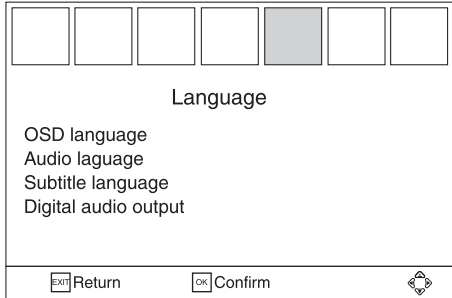 Language
OSD language
Audio laguage
Subtitle language
Digital audio output
EXIT Return OK Confirm